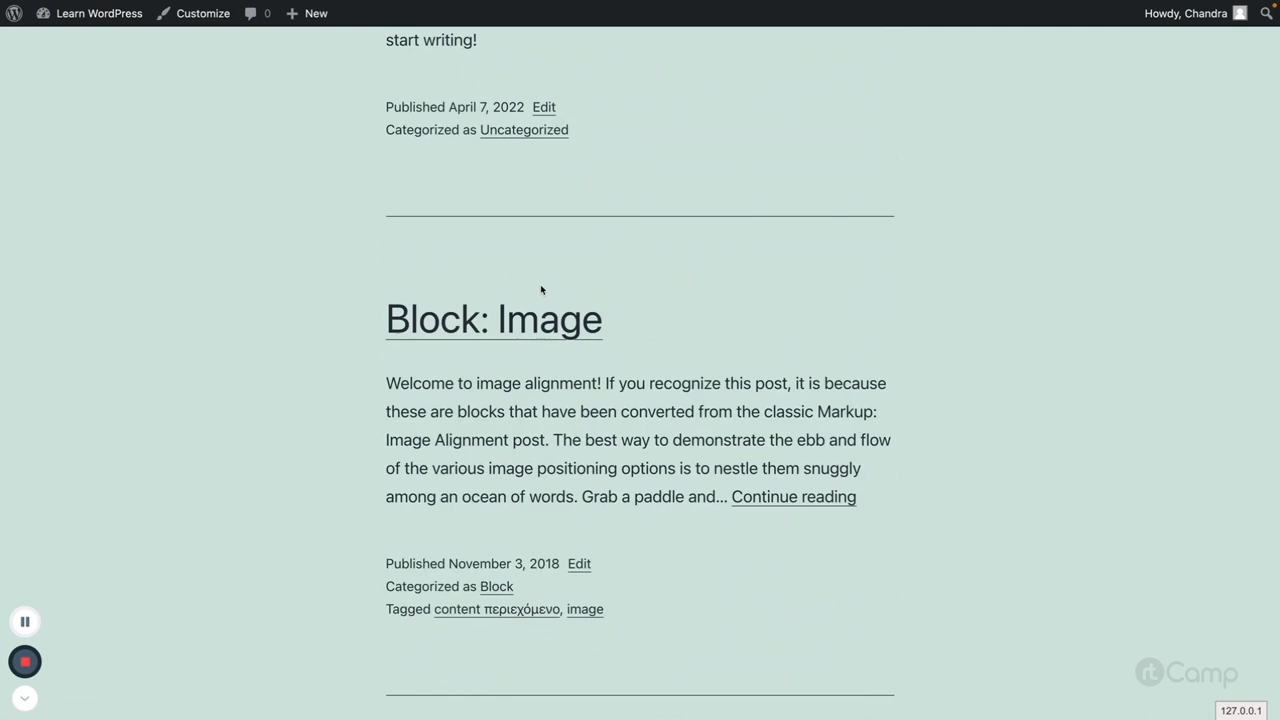 Learn WordPress Customize 0 New Howdy, Chandra
start writing!
Published April 7, 2022 Edit
Categorized as Uncategorized
Block: Image
Welcome to image alignment! If you recognize this post, it is because
these are blocks that have been converted from the classic Markup:
Image Alignment post. The best way to demonstrate the ebb and flow
of the various image positioning options is to nestle them snuggly
among an ocean of words. Grab a paddle and... Continue reading
Published November 3, 2018 Edit
Categorized as Block
Tagged content περιεχόμενο, image
rtCamp
127.0.0.1